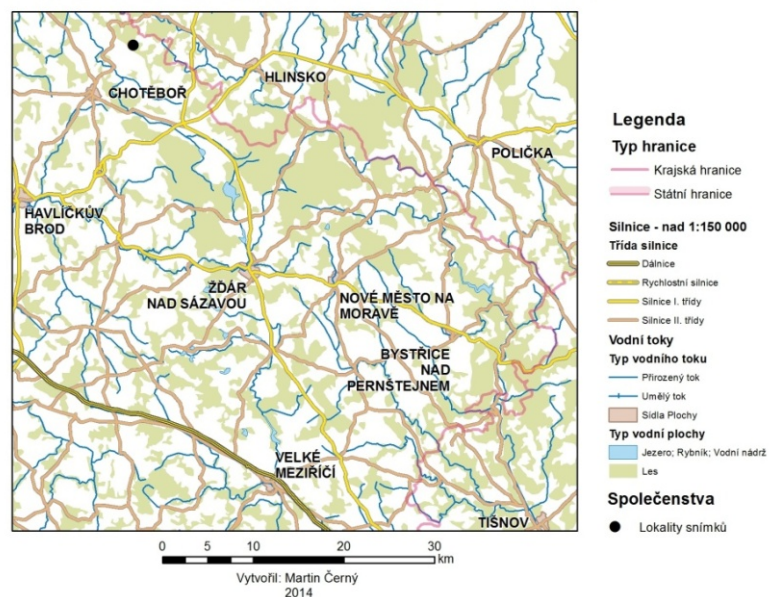 CHOTĚBOŘ
HLINSKO
POLIČKA
HAVLÍČKŮV
BROD
ŽĎÁR
NAD SÁZAVOU
NOVÉ MĚSTO NA
MORAVĚ
BYSTŘICE
NAD
PERNŠTEJNEM
VELKÉ
MEZIŘÍČÍ
TIŠNOV
Legenda
Typ hranice
Krajská hranice
Státní hranice
Silnice - nad 1:150 000
Třída silnice
Dálnice
Rychlostní silnice
Silnice I. třídy
Silnice II. třídy
Vodní toky
Typ vodního toku
Přirozený tok
Umělý tok
Sídla Plochy
Typ vodní plochy
Jezero; Rybník; Vodní nádrž
Les
Společenstva
Lokality snímků
0 5 10 20 30
km
Vytvořil: Martin Černý
2014